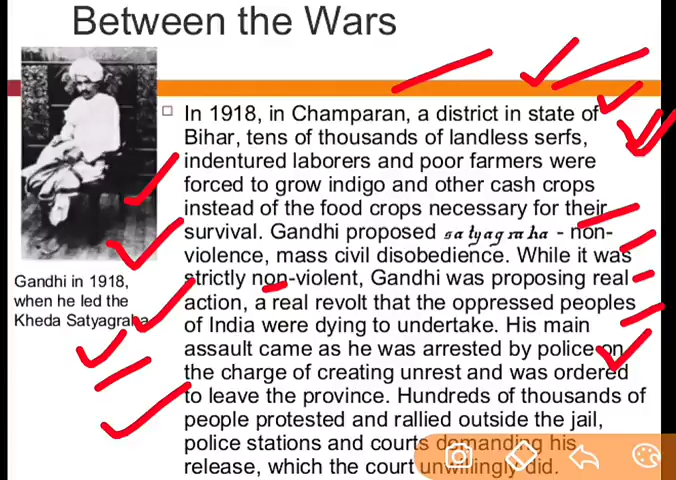 Between the Wars
In 1918, in Champaran, a district in state of
Bihar, tens of thousands of landless serfs,
indentured laborers and poor farmers were
forced to grow indigo and other cash crops
instead of the food crops necessary for their
survival. Gandhi proposed satyagraha - non-
violence, mass civil disobedience. While it was
strictly non-violent, Gandhi was proposing real
action, a real revolt that the oppressed peoples
of India were dying to undertake. His main
assault came as he was arrested by police on
the charge of creating unrest and was ordered
to leave the province. Hundreds of thousands of
people protested and rallied outside the jail,
police stations and courts demanding his
release, which the court unwillingly did.
Gandhi in 1918,
when he led the
Kheda Satyagraha